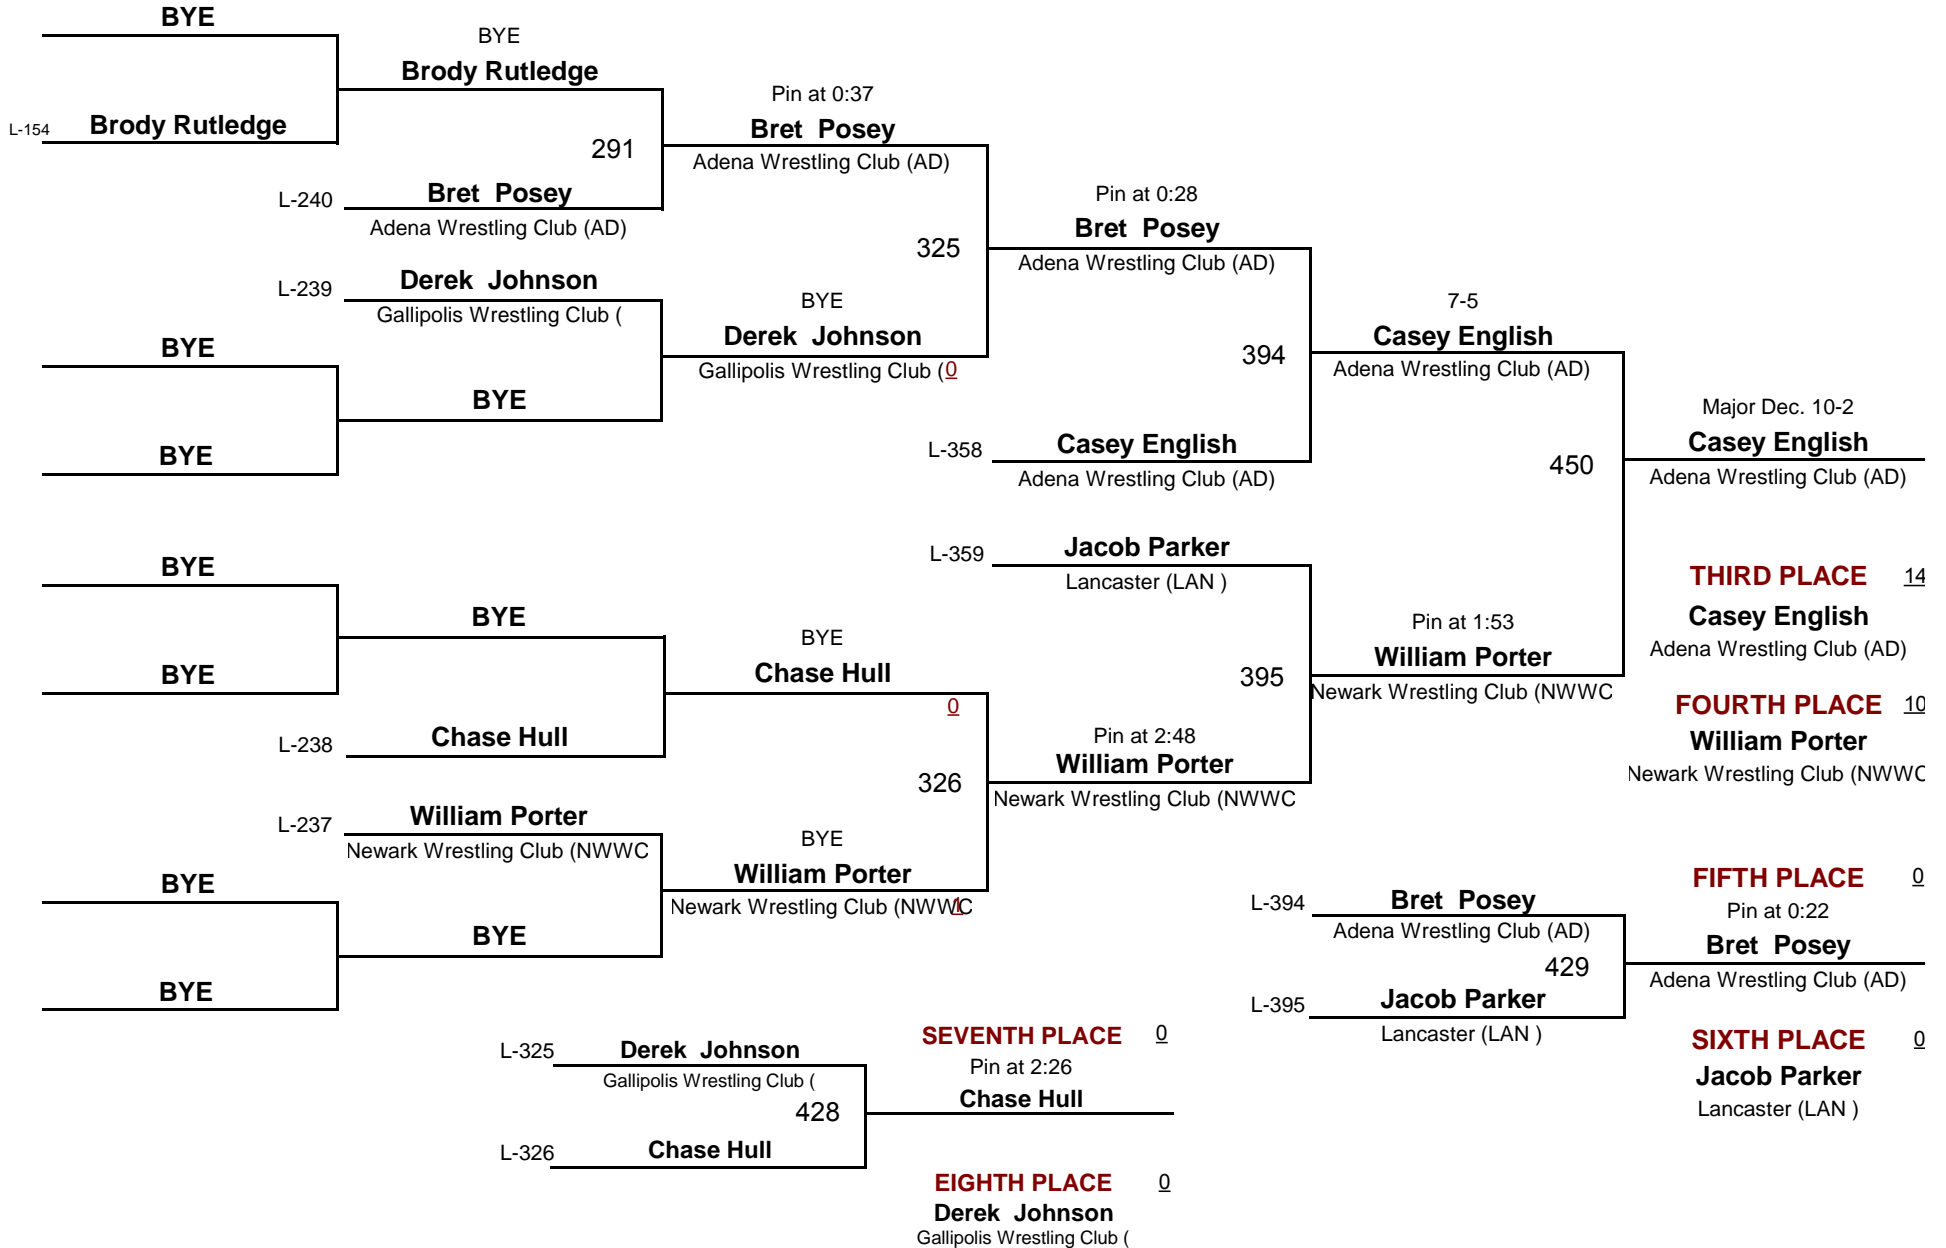 BYE
L-154 Brody Rutledge
BYE
Brody Rutledge
291
L-240 Bret Posey
Adena Wrestling Club (AD)
Pin at 0:37
Bret Posey
Adena Wrestling Club (AD)
L-239 Derek Johnson
Gallipolis Wrestling Club (
BYE
BYE
BYE
BYE
Derek Johnson
Gallipolis Wrestling Club ( 0
325
Pin at 0:28
Bret Posey
Adena Wrestling Club (AD)
394
L-358 Casey English
Adena Wrestling Club (AD)
7-5
Casey English
Adena Wrestling Club (AD)
450
Major Dec. 10-2
Casey English
Adena Wrestling Club (AD)
BYE
BYE
BYE
L-238 Chase Hull
BYE
Chase Hull
0
L-237 William Porter
Newark Wrestling Club (NWWC
BYE
BYE
BYE
BYE
William Porter
Newark Wrestling Club (NWWC 1
326
L-359 Jacob Parker
Lancaster (LAN )
395
Pin at 2:48
William Porter
Newark Wrestling Club (NWWC
Pin at 1:53
William Porter
Newark Wrestling Club (NWWC
THIRD PLACE 14
Casey English
Adena Wrestling Club (AD)
FOURTH PLACE 10
William Porter
Newark Wrestling Club (NWWC
L-394 Bret Posey
Adena Wrestling Club (AD)
429
L-395 Jacob Parker
Lancaster (LAN )
FIFTH PLACE 0
Pin at 0:22
Bret Posey
Adena Wrestling Club (AD)
SIXTH PLACE 0
Jacob Parker
Lancaster (LAN )
L-325 Derek Johnson
Gallipolis Wrestling Club (
428
L-326 Chase Hull
SEVENTH PLACE 0
Pin at 2:26
Chase Hull
EIGHTH PLACE 0
Derek Johnson
Gallipolis Wrestling Club (